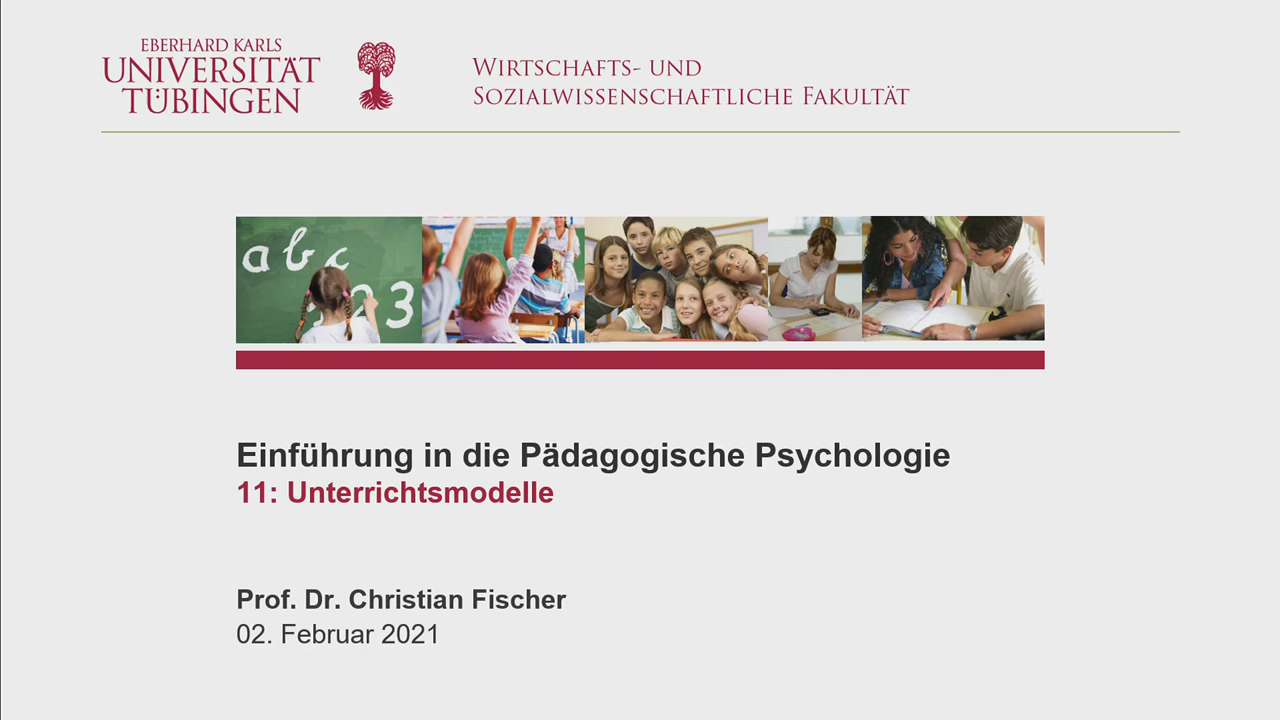 EBERHARD KARLS
UNIVERSITÄT
TÜBINGEN
WIRTSCHAFTS- UND
SOZIALWISSENSCHAFTLICHE FAKULTÄT
abc
123
Einführung in die Pädagogische Psychologie
11: Unterrichtsmodelle
Prof. Dr. Christian Fischer
02. Februar 2021